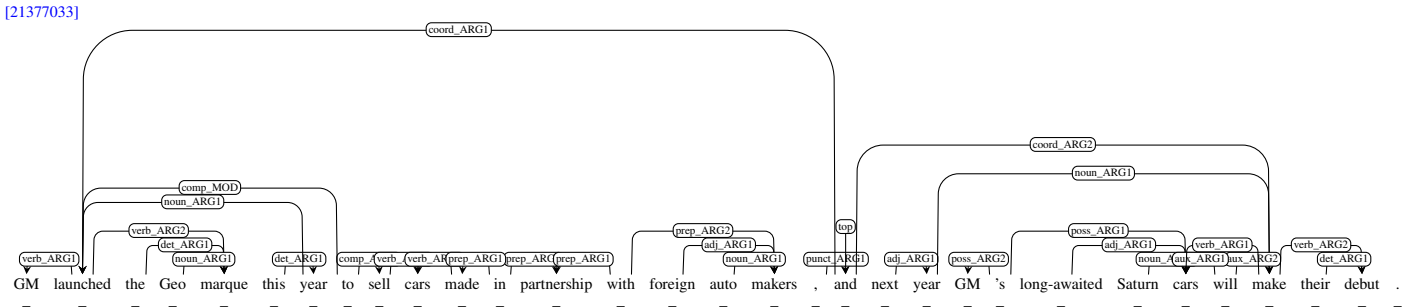 [21377033]
coord_ARG1
coord_ARG2
comp_MOD noun_ARG1
noun_ARG1
verb_ARG2 prep_ARG2 top poss_ARG1
det_ARG1 adj_ARG1 adj_ARG1
verb_ARG1 noun_ARG1 det_ARG1 prep_ARG1 prep_ARG1 noun_ARG1 punct_ARG1 adj_ARG1 poss_ARG2 aux_ARG1 verb_ARG1 aux_ARG2 verb_ARG2 det_ARG1
GM launched the Geo marque this year to sell cars made in partnership with foreign auto makers , and next year GM 's long-awaited Saturn cars will make their debut .
_ _ _ _ _ _ _ _ _ _ _ _ _ _ _ _ _ _ _ _ _ _ _ _ _ _ _ _ _ _ _